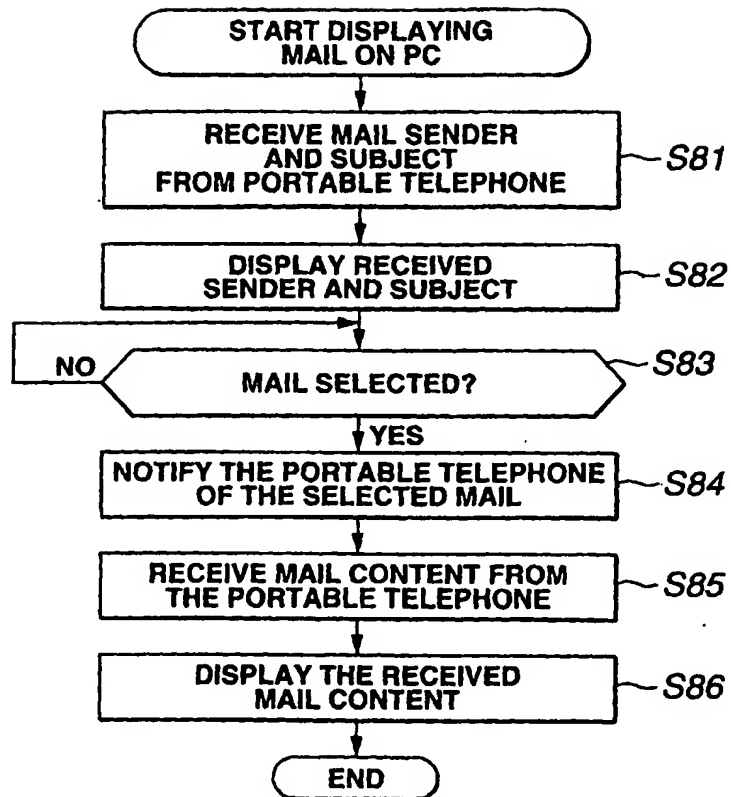 START DISPLAYING
MAIL ON PC
RECEIVE MAIL SENDER
AND SUBJECT
FROM PORTABLE TELEPHONE
S81
DISPLAY RECEIVED
SENDER AND SUBJECT
S82
NO
MAIL SELECTED?
S83
YES
NOTIFY THE PORTABLE TELEPHONE
OF THE SELECTED MAIL
S84
RECEIVE MAIL CONTENT FROM
THE PORTABLE TELEPHONE
S85
DISPLAY THE RECEIVED
MAIL CONTENT
S86
END